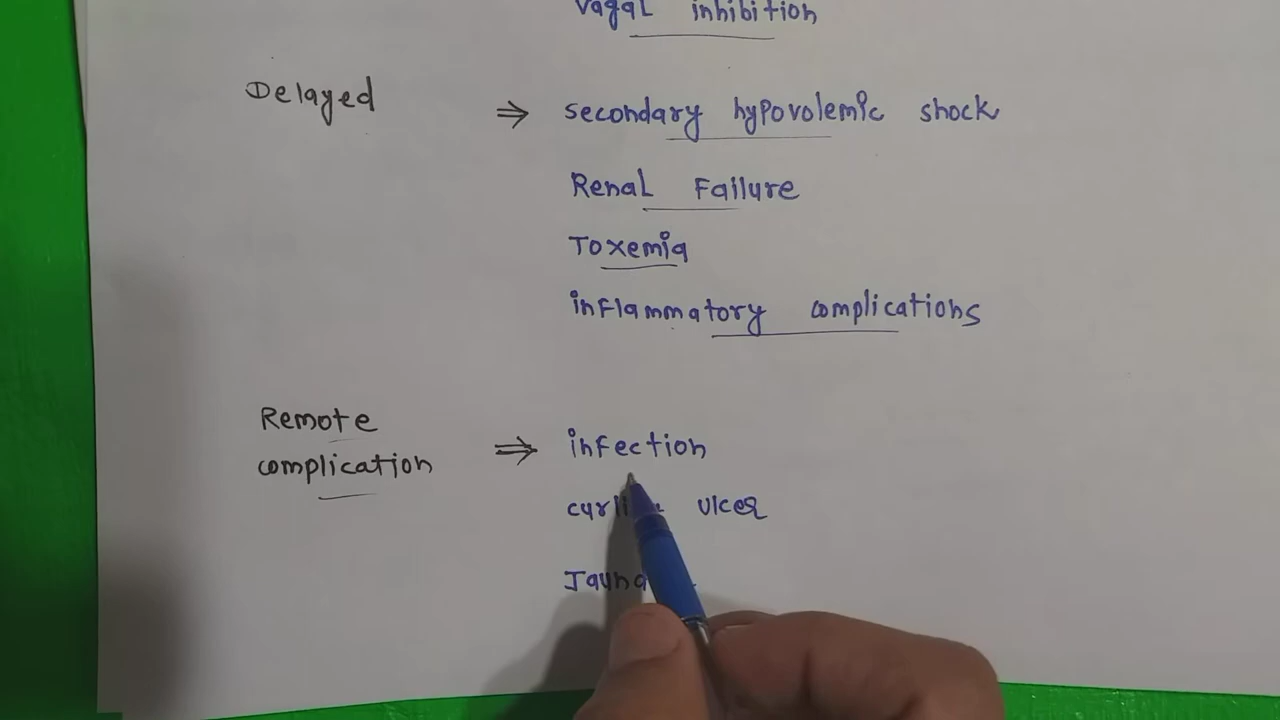 vagal inhibition
Delayed ⇒ secondary hypovolemic shock
Renal Failure
Toxemia
inflammatory complications
Remote
complication ⇒ infection
ulcer